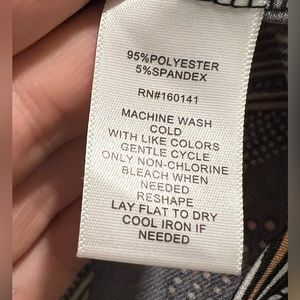 95%POLYESTER
5%SPANDEX
RN#160141
MACHINE WASH
COLD
WITH LIKE COLORS
GENTLE CYCLE
ONLY NON-CHLORINE
BLEACH WHEN
NEEDED
RESHAPE
LAY FLAT TO DRY
COOL IRON IF
NEEDED